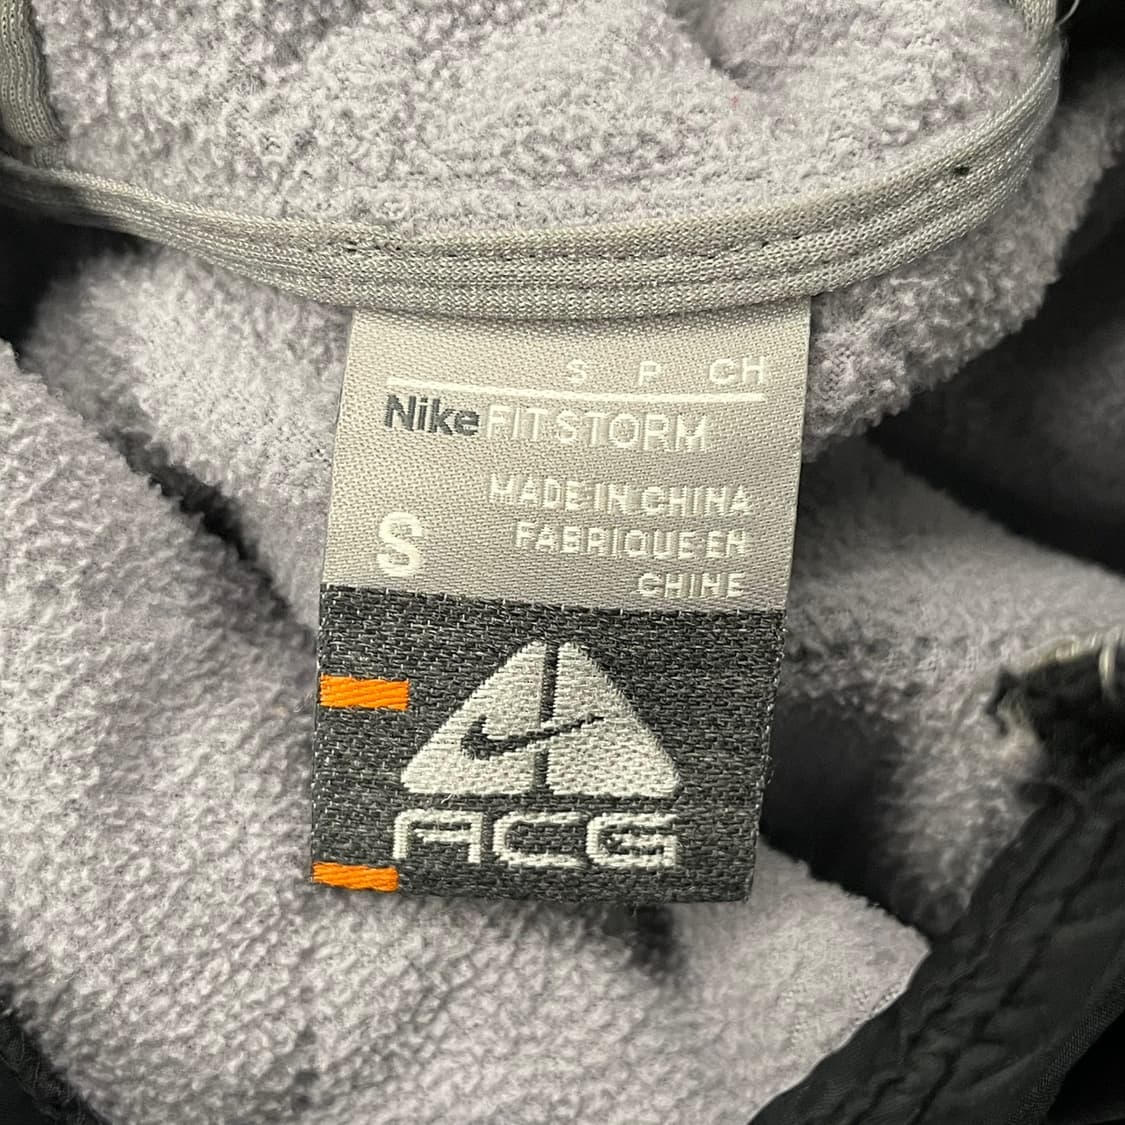 S P CH
Nike FIT STORM
MADE IN CHINA
S
FABRIQUE EN
CHINE
ACG